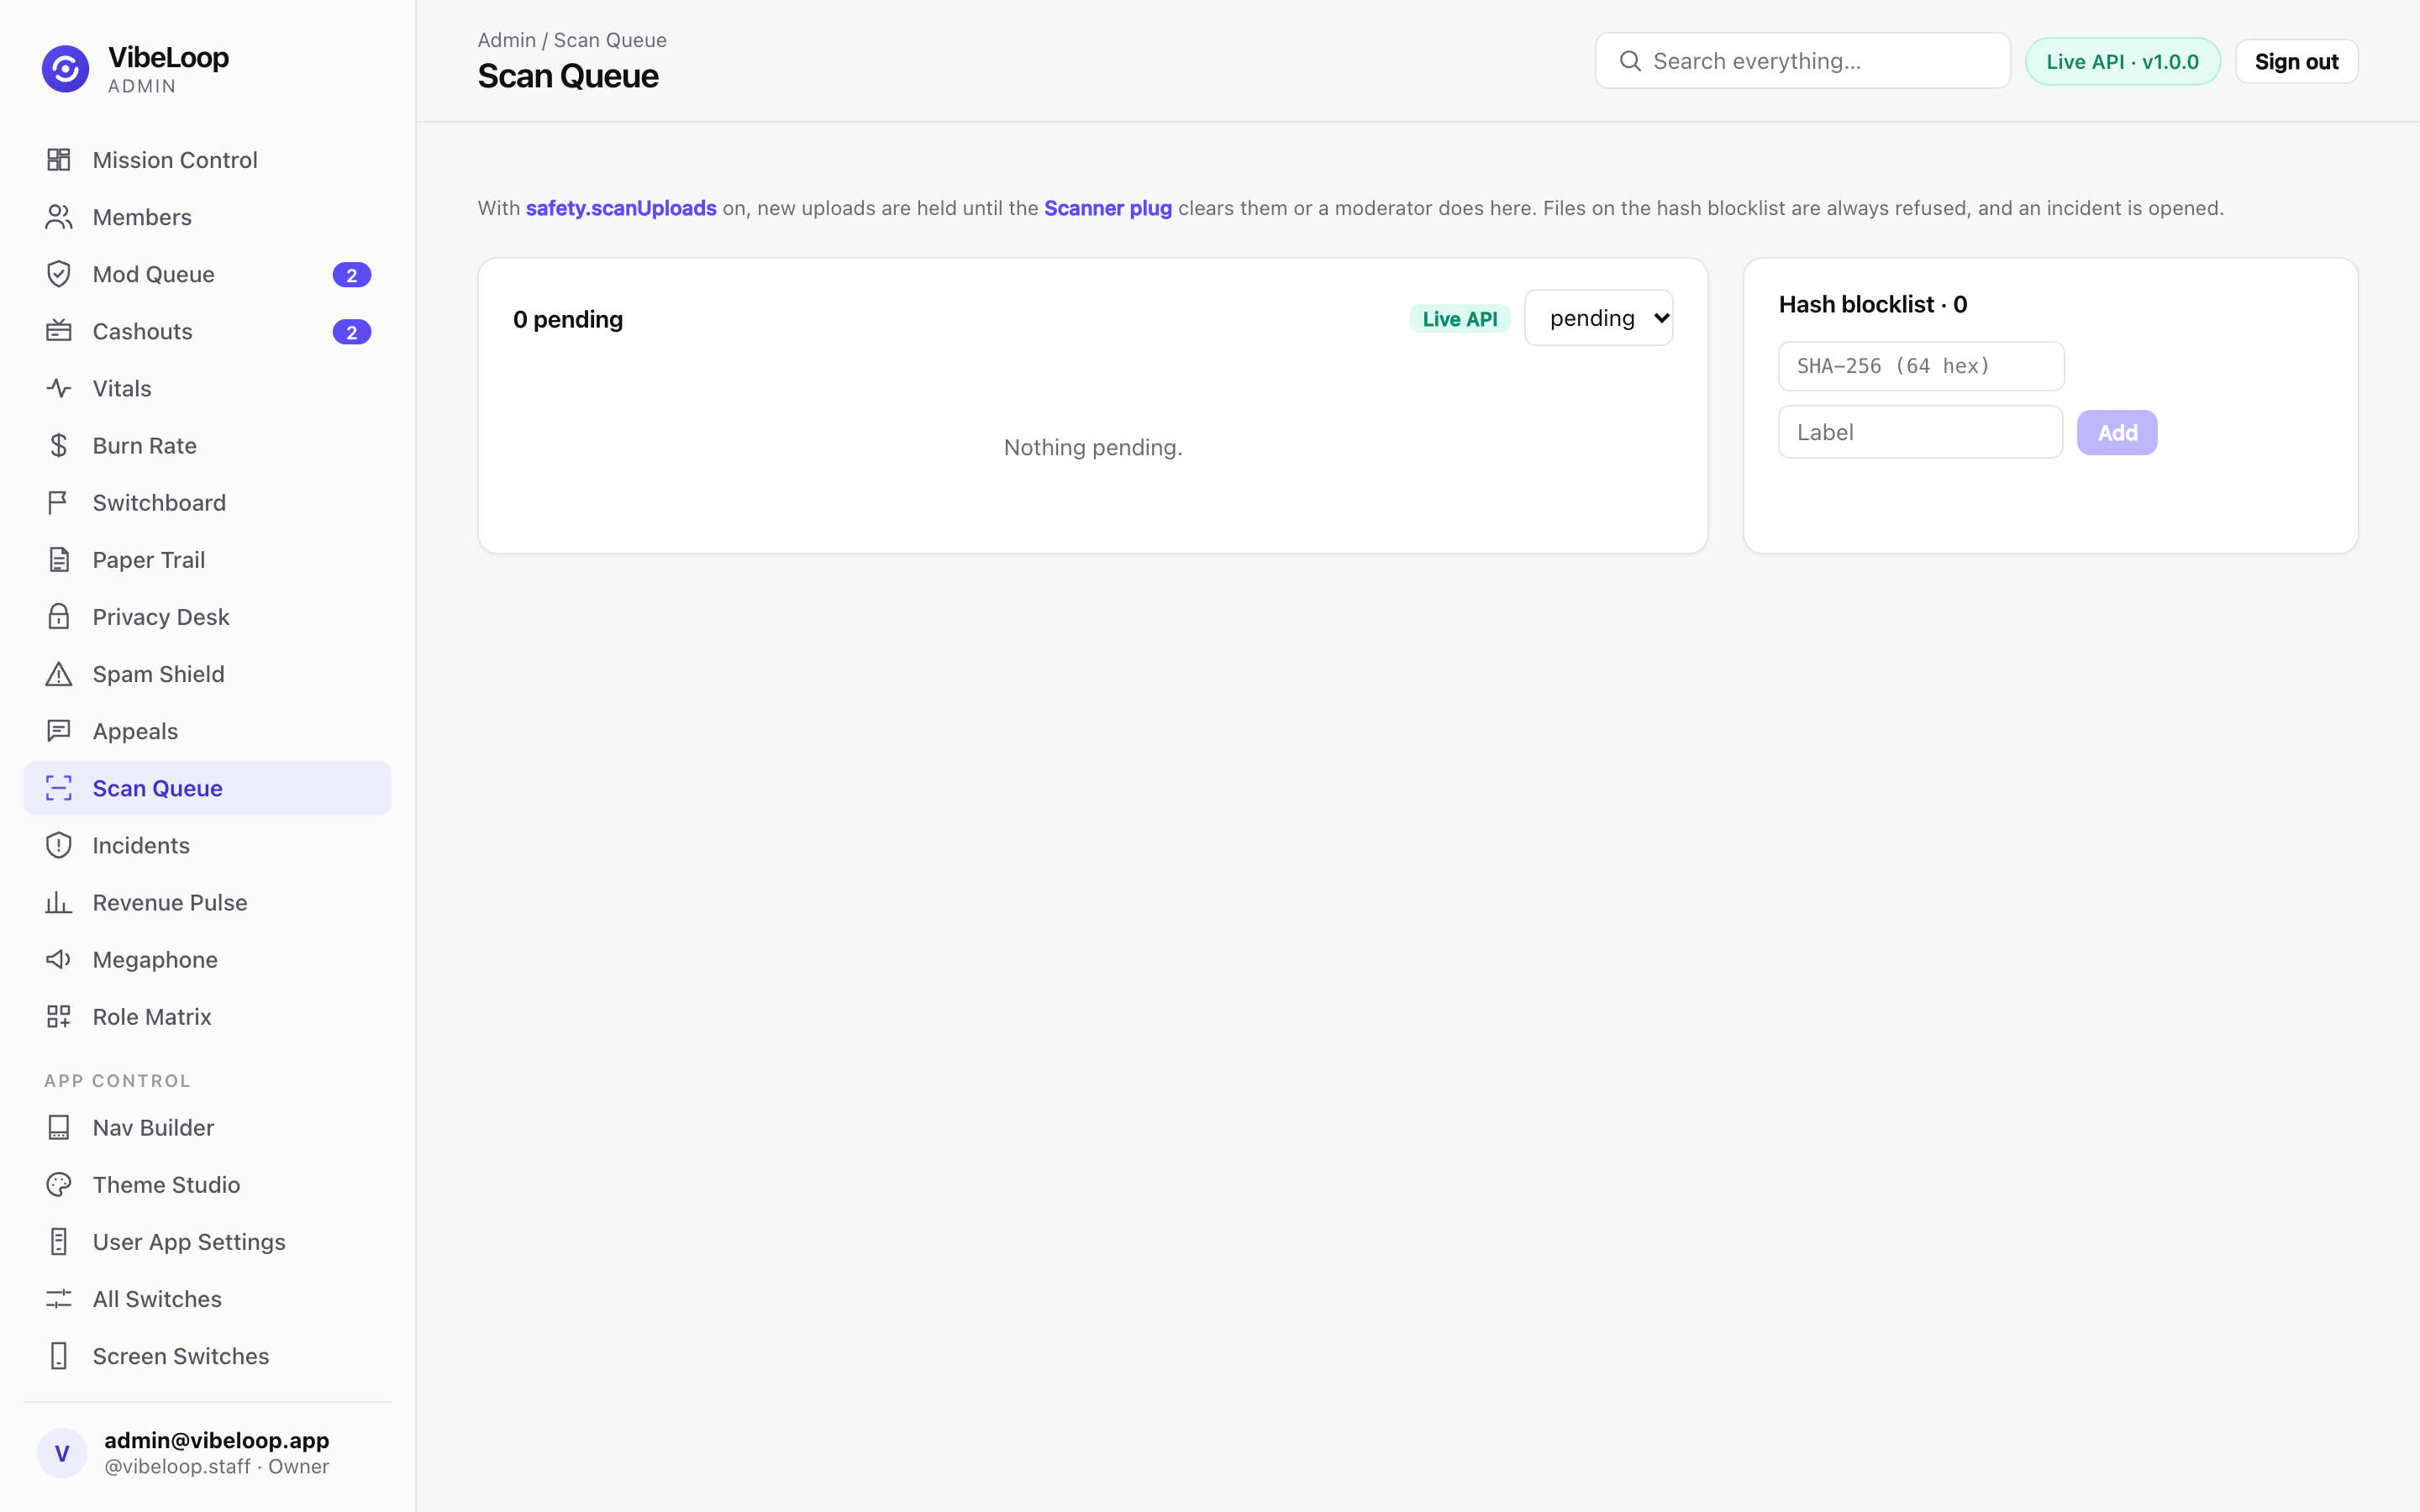 VibeLoop
ADMIN
Mission Control
Members
Mod Queue 2
Cashouts 2
Vitals
Burn Rate
Switchboard
Paper Trail
Privacy Desk
Spam Shield
Appeals
Scan Queue
Incidents
Revenue Pulse
Megaphone
Role Matrix
APP CONTROL
Nav Builder
Theme Studio
User App Settings
All Switches
Screen Switches
V
admin@vibeloop.app
@vibeloop.staff · Owner
Admin / Scan Queue
Scan Queue
Search everything...
Live API · v1.0.0
Sign out
With safety.scanUploads on, new uploads are held until the Scanner plug clears them or a moderator does here. Files on the hash blocklist are always refused, and an incident is opened.
0 pending
Live API
pending
Nothing pending.
Hash blocklist · 0
SHA-256 (64 hex)
Label
Add